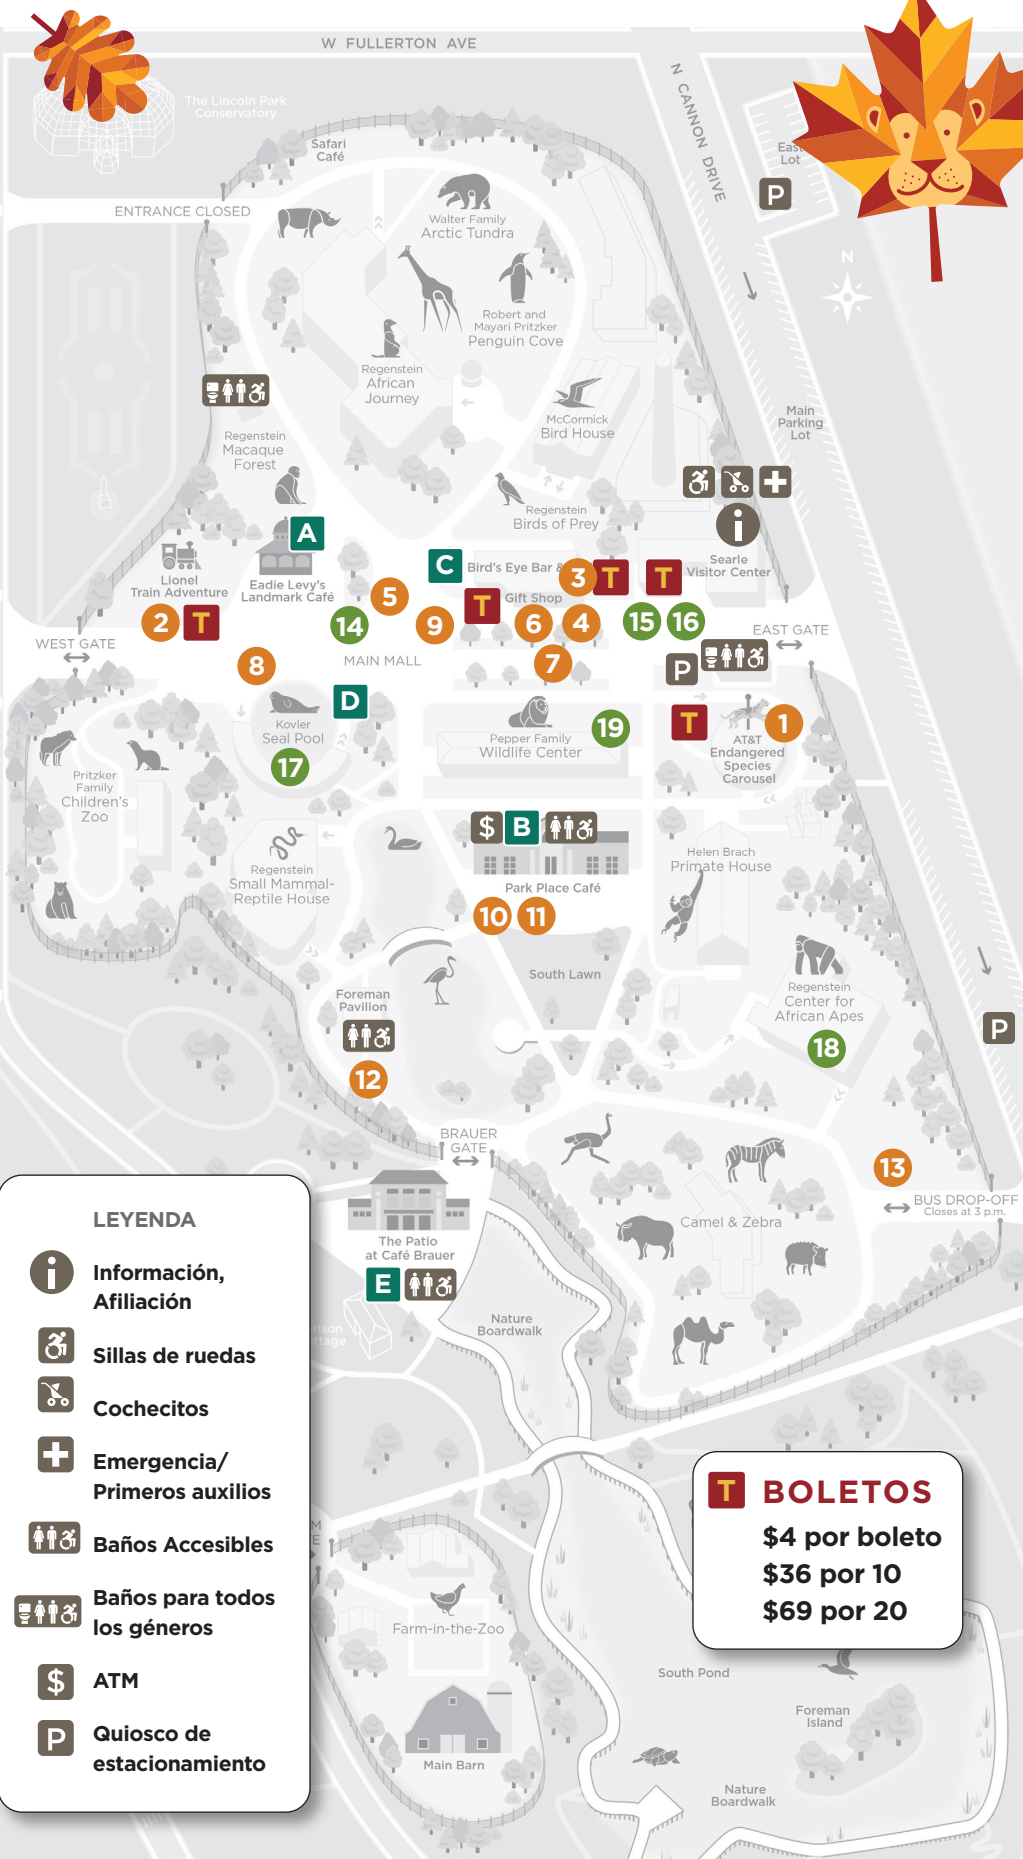 W FULLERTON AVE
N CANNON DRIVE
The Lincoln Park
Conservatory
Safari
Café
East
Lot
P
ENTRANCE CLOSED
Walter Family
Arctic Tundra
N
Robert and
Mayari Pritzker
Penguin Cove
Regenstein
African
Journey
McCormick
Bird House
Main
Parking
Lot
Regenstein
Macaque
Forest
Regenstein
Birds of Prey
i
A
Searle
Visitor Center
C
Bird's Eye Bar &
3
T
T
Lionel
Train Adventure
Eadie Levy's
Landmark Café
5
T
Gift Shop
2
T
14
9
6
4
15
16
EAST GATE
WEST GATE
8
MAIN MALL
7
P
D
Kovler
Seal Pool
17
Pepper Family
Wildlife Center
19
T
1
AT&T
Endangered
Species
Carousel
Pritzker
Family
Children's
Zoo
$
B
Park Place Café
Helen Brach
Primate House
Regenstein
Small Mammal-
Reptile House
10
11
South Lawn
Foreman
Pavilion
12
Regenstein
Center for
African Apes
18
P
BRAUER
GATE
13
BUS DROP-OFF
Closes at 3 p.m.
Camel & Zebra
The Patio
at Café Brauer
E
Nature
Boardwalk
LEYENDA
i
Información,
Afiliación
Sillas de ruedas
Cochecitos
Emergencia/
Primeros auxilios
Baños Accesibles
Baños para todos
los géneros
$
ATM
P
Quiosco de
estacionamiento
T BOLETOS
$4 por boleto
$36 por 10
$69 por 20
Farm-in-the-Zoo
Main Barn
South Pond
Foreman
Island
Nature
Boardwalk